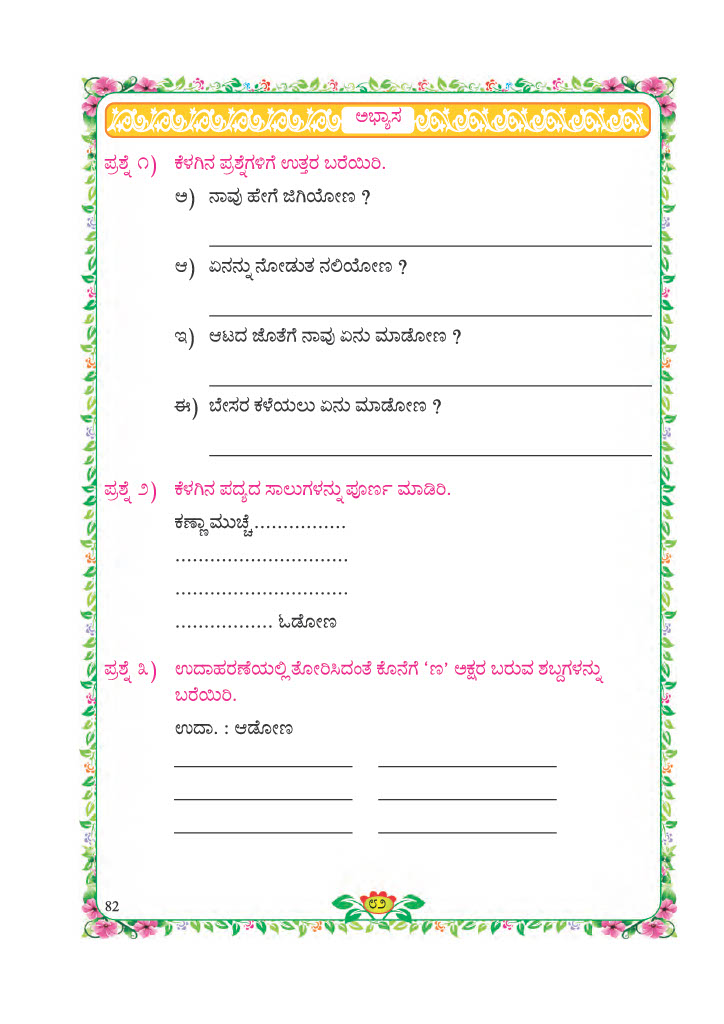 ಅಭ್ಯಾಸ
ಪ್ರಶ್ನೆ ೧) ಕೆಳಗಿನ ಪ್ರಶ್ನೆಗಳಿಗೆ ಉತ್ತರ ಬರೆಯಿರಿ.
ಅ) ನಾವು ಹೇಗೆ ಜಿಗಿಯೋಣ ?
ಆ) ಏನನ್ನು ನೋಡುತ ನಲಿಯೋಣ ?
ಇ) ಆಟದ ಜೊತೆಗೆ ನಾವು ಏನು ಮಾಡೋಣ ?
ಈ) ಬೇಸರ ಕಳೆಯಲು ಏನು ಮಾಡೋಣ ?
ಪ್ರಶ್ನೆ ೨) ಕೆಳಗಿನ ಪದ್ಯದ ಸಾಲುಗಳನ್ನು ಪೂರ್ಣ ಮಾಡಿರಿ.
ಕಣ್ಣಾ ಮುಚ್ಚೆ ................
..............................
..............................
................. ಓಡೋಣ
ಪ್ರಶ್ನೆ ೩) ಉದಾಹರಣೆಯಲ್ಲಿ ತೋರಿಸಿದಂತೆ ಕೊನೆಗೆ ‘ಣ’ ಅಕ್ಷರ ಬರುವ ಶಬ್ದಗಳನ್ನು
ಬರೆಯಿರಿ.
ಉದಾ. : ಆಡೋಣ
82
೮೨